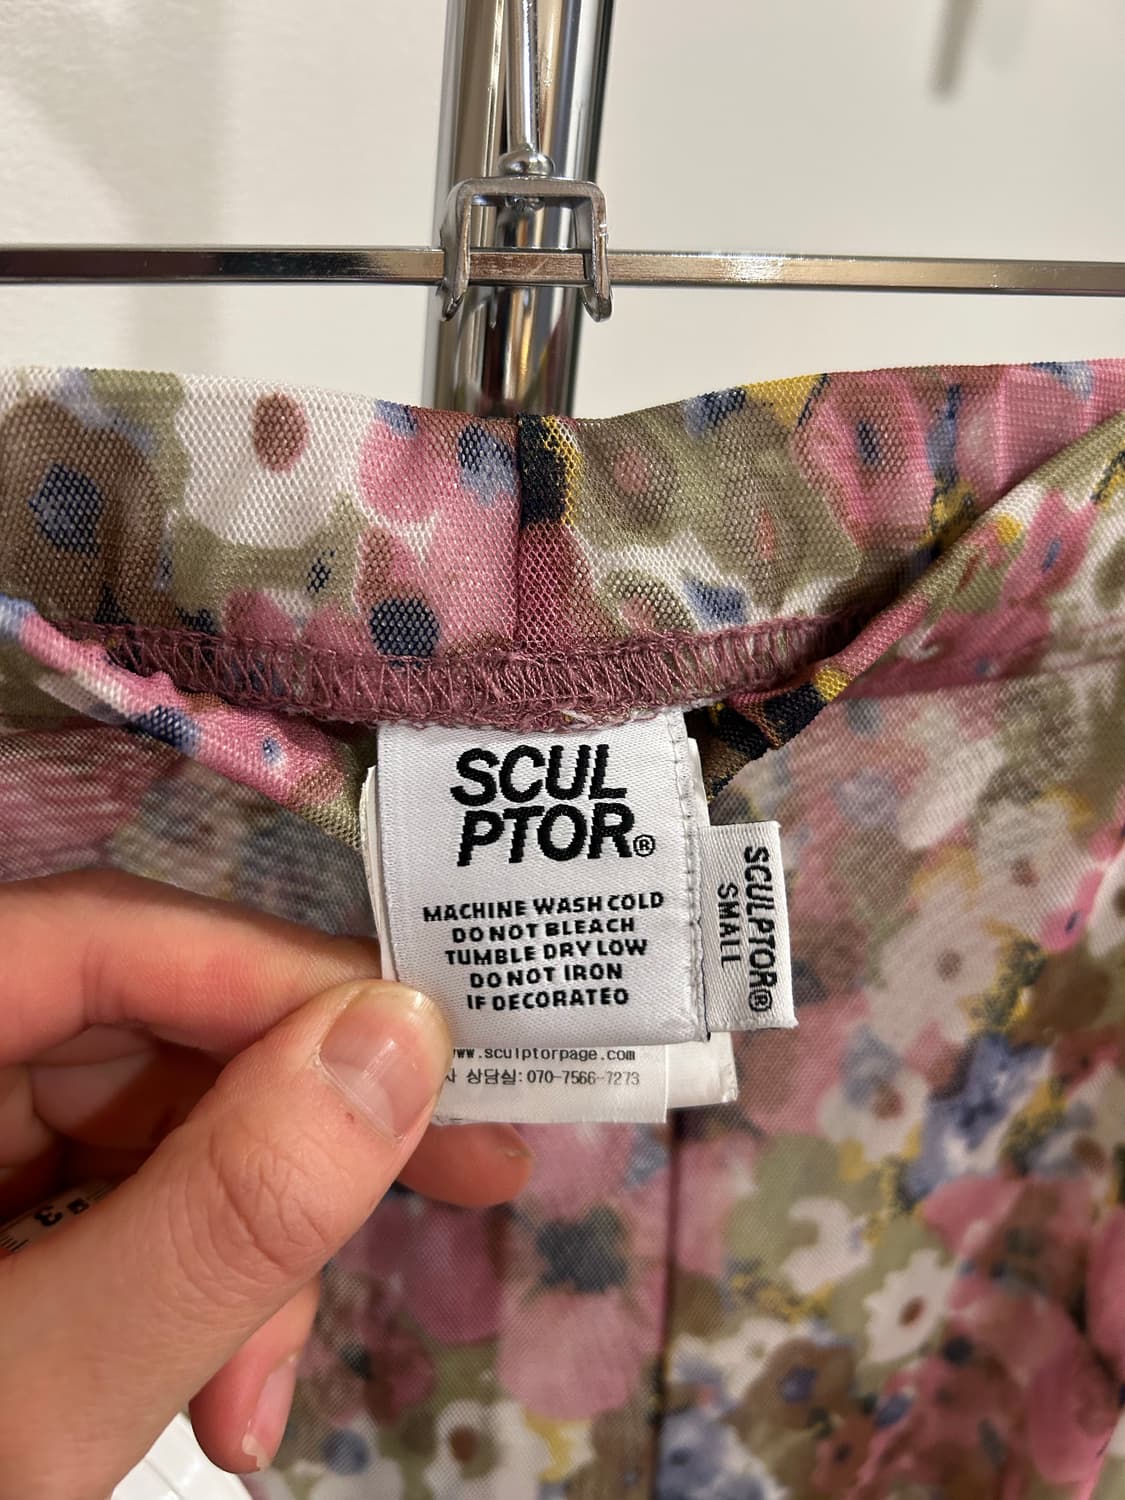 SCUL
PTOR®
MACHINE WASH COLD
DO NOT BLEACH
TUMBLE DRY LOW
DO NOT IRON
IF DECORATED
SCULPTOR®
SMALL
www.sculptorpage.com
상담실: 070-7566-7273
3